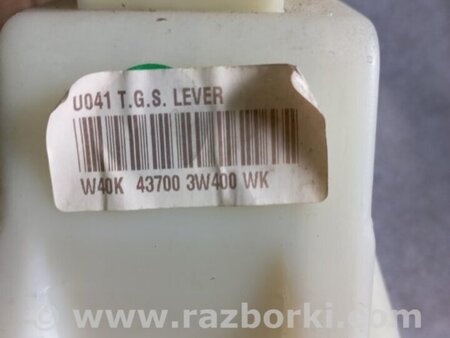 U041 T.G.S. LEVER
W40K 43700 3W400 WK
© www.razborki.com